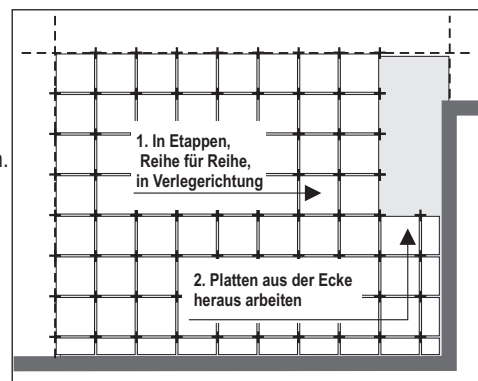 1. In Etappen,
Reihe für Reihe,
in Verlegerichtung
2. Platten aus der Ecke
heraus arbeiten